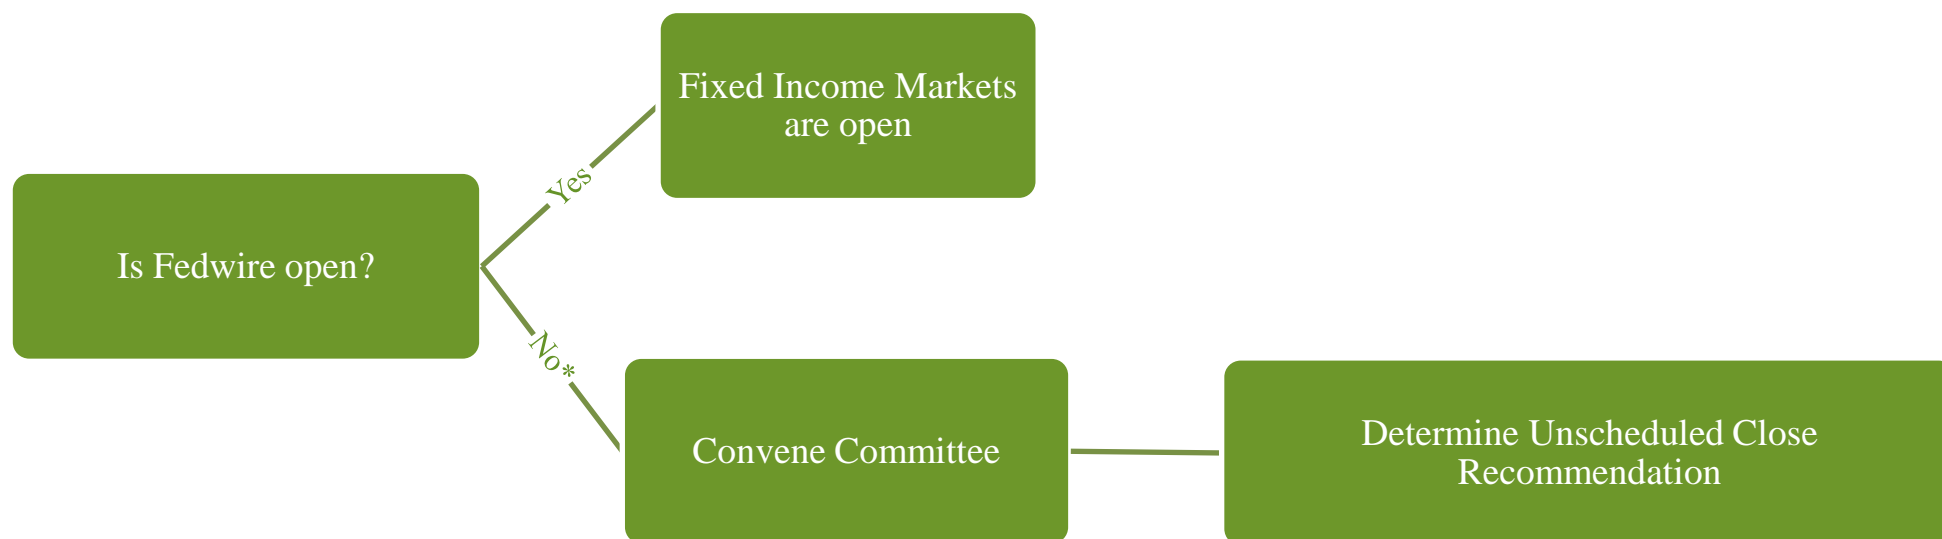 Fixed Income Markets
are open
Yes
Is Fedwire open?
No*
Convene Committee
Determine Unscheduled Close
Recommendation